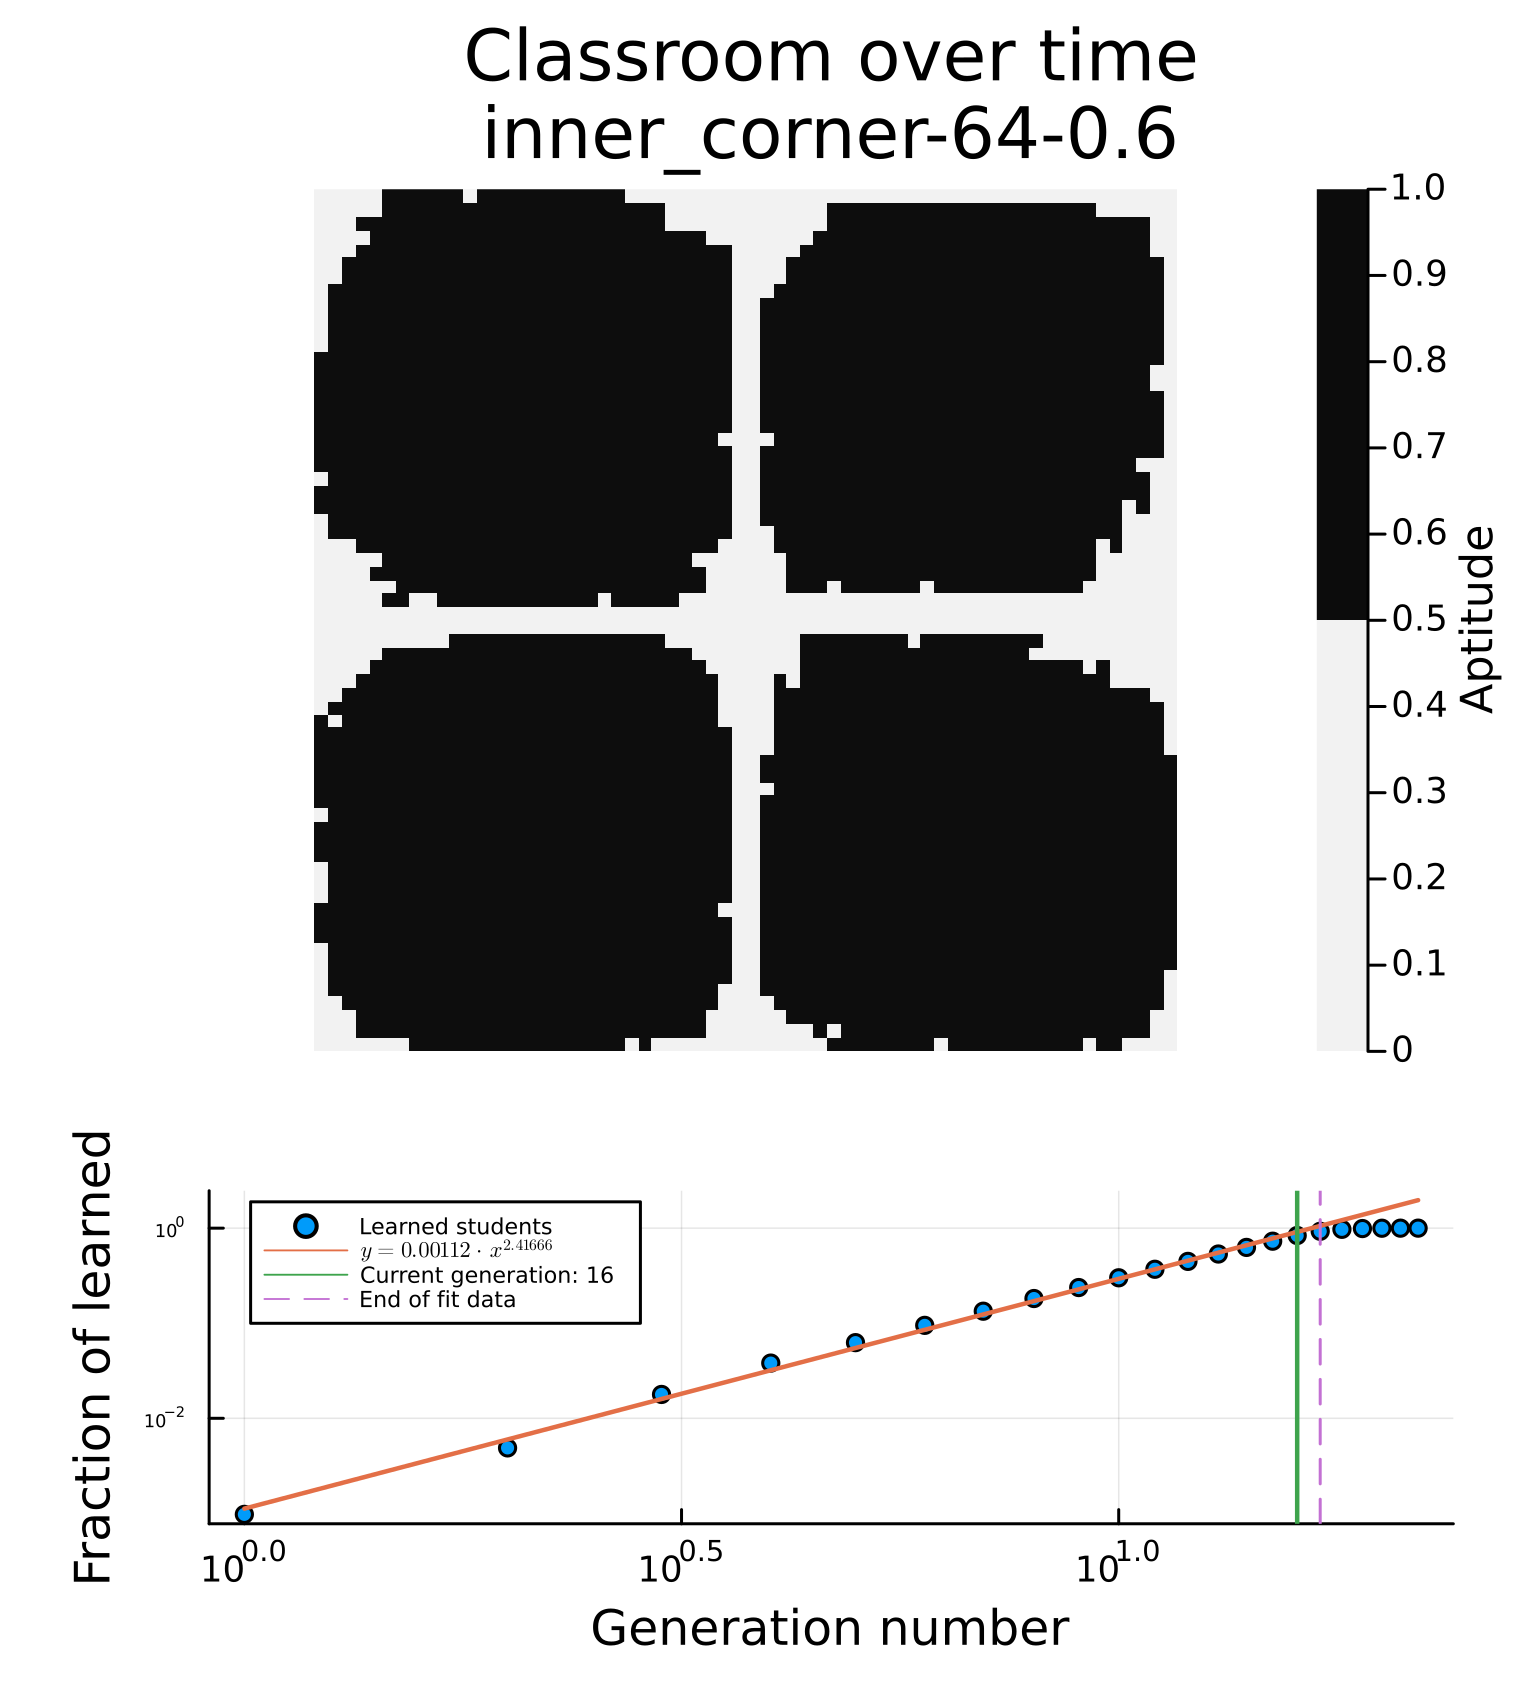 Classroom over time
inner_corner-64-0.6
1.0
0.9
0.8
0.7
0.6
0.5
0.4
0.3
0.2
0.1
0
Aptitude
Fraction of learned
10^0
10^−2
Learned students
y = 0.00112 · x^2.41666
Current generation: 16
End of fit data
10^0.0
10^0.5
10^1.0
Generation number